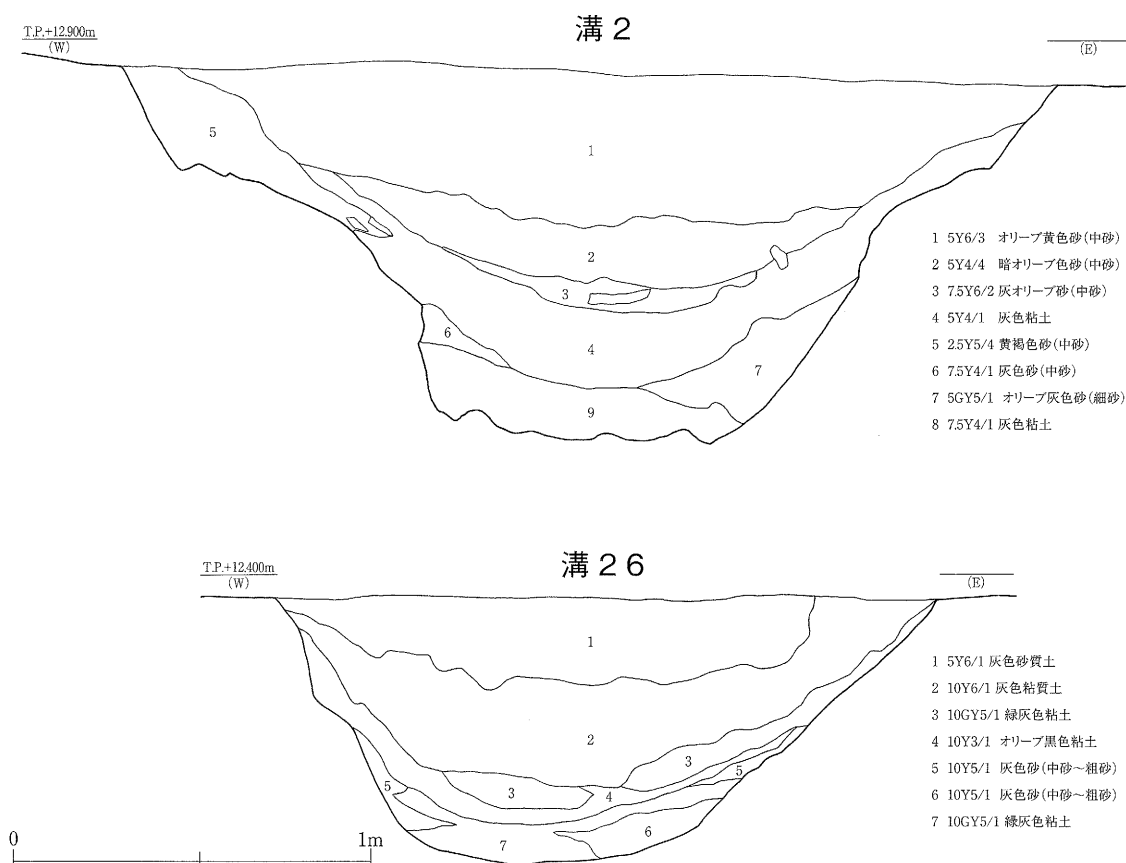 溝２
T.P.+12.900m
(W)
(E)
5
1
2
3
6
4
7
9
1 5Y6/3 オリーブ黄色砂(中砂)
2 5Y4/4 暗オリーブ色砂(中砂)
3 7.5Y6/2 灰オリーブ砂(中砂)
4 5Y4/1 灰色粘土
5 2.5Y5/4 黄褐色砂(中砂)
6 7.5Y4/1 灰色砂(中砂)
7 5GY5/1 オリーブ灰色砂(細砂)
8 7.5Y4/1 灰色粘土
溝２６
T.P.+12.400m
(W)
(E)
1
2
3
5
3
4
5
6
7
1 5Y6/1 灰色砂質土
2 10Y6/1 灰色粘質土
3 10GY5/1 緑灰色粘土
4 10Y3/1 オリーブ黒色粘土
5 10Y5/1 灰色砂(中砂～粗砂)
6 10Y5/1 灰色砂(中砂～粗砂)
7 10GY5/1 緑灰色粘土
0 1m